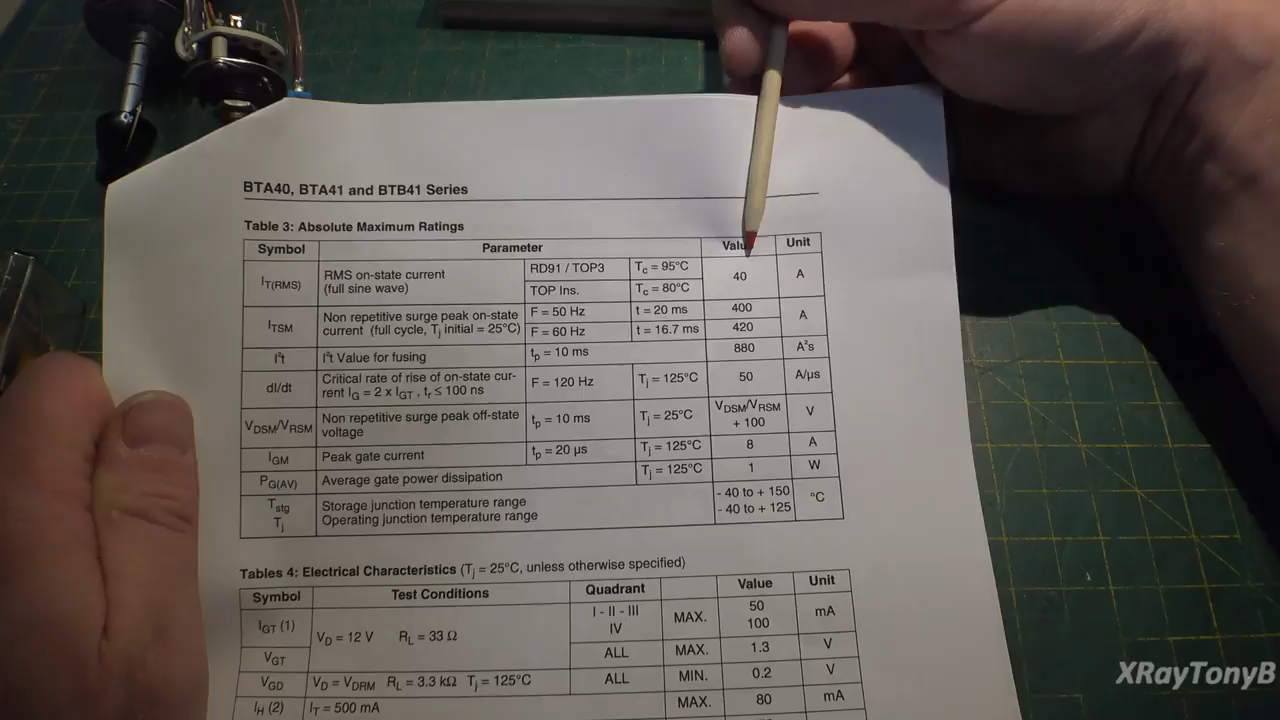 BTA40, BTA41 and BTB41 Series
Table 3: Absolute Maximum Ratings
Symbol Parameter Value Unit
IT(RMS) RMS on-state current (full sine wave) RD91 / TOP3 Tc = 95°C 40 A
TOP Ins. Tc = 80°C
ITSM Non repetitive surge peak on-state current (full cycle, Tj initial = 25°C) F = 50 Hz t = 20 ms 400 A
F = 60 Hz t = 16.7 ms 420
I²t I²t Value for fusing tp = 10 ms 880 A²s
dI/dt Critical rate of rise of on-state cur-
rent IG = 2 x IGT , tr ≤ 100 ns F = 120 Hz Tj = 125°C 50 A/µs
VDSM/VRSM Non repetitive surge peak off-state voltage tp = 10 ms Tj = 25°C VDSM/VRSM + 100 V
IGM Peak gate current tp = 20 µs Tj = 125°C 8 A
PG(AV) Average gate power dissipation Tj = 125°C 1 W
Tstg Storage junction temperature range - 40 to + 150 °C
Tj Operating junction temperature range - 40 to + 125
Tables 4: Electrical Characteristics (Tj = 25°C, unless otherwise specified)
Symbol Test Conditions Quadrant Value Unit
IGT (1) VD = 12 V RL = 33 Ω I - II - III MAX. 50 mA
IV 100
VGT ALL MAX. 1.3 V
VGD VD = VDRM RL = 3.3 kΩ Tj = 125°C ALL MIN. 0.2 V
IH (2) IT = 500 mA MAX. 80 mA
XRayTonyB